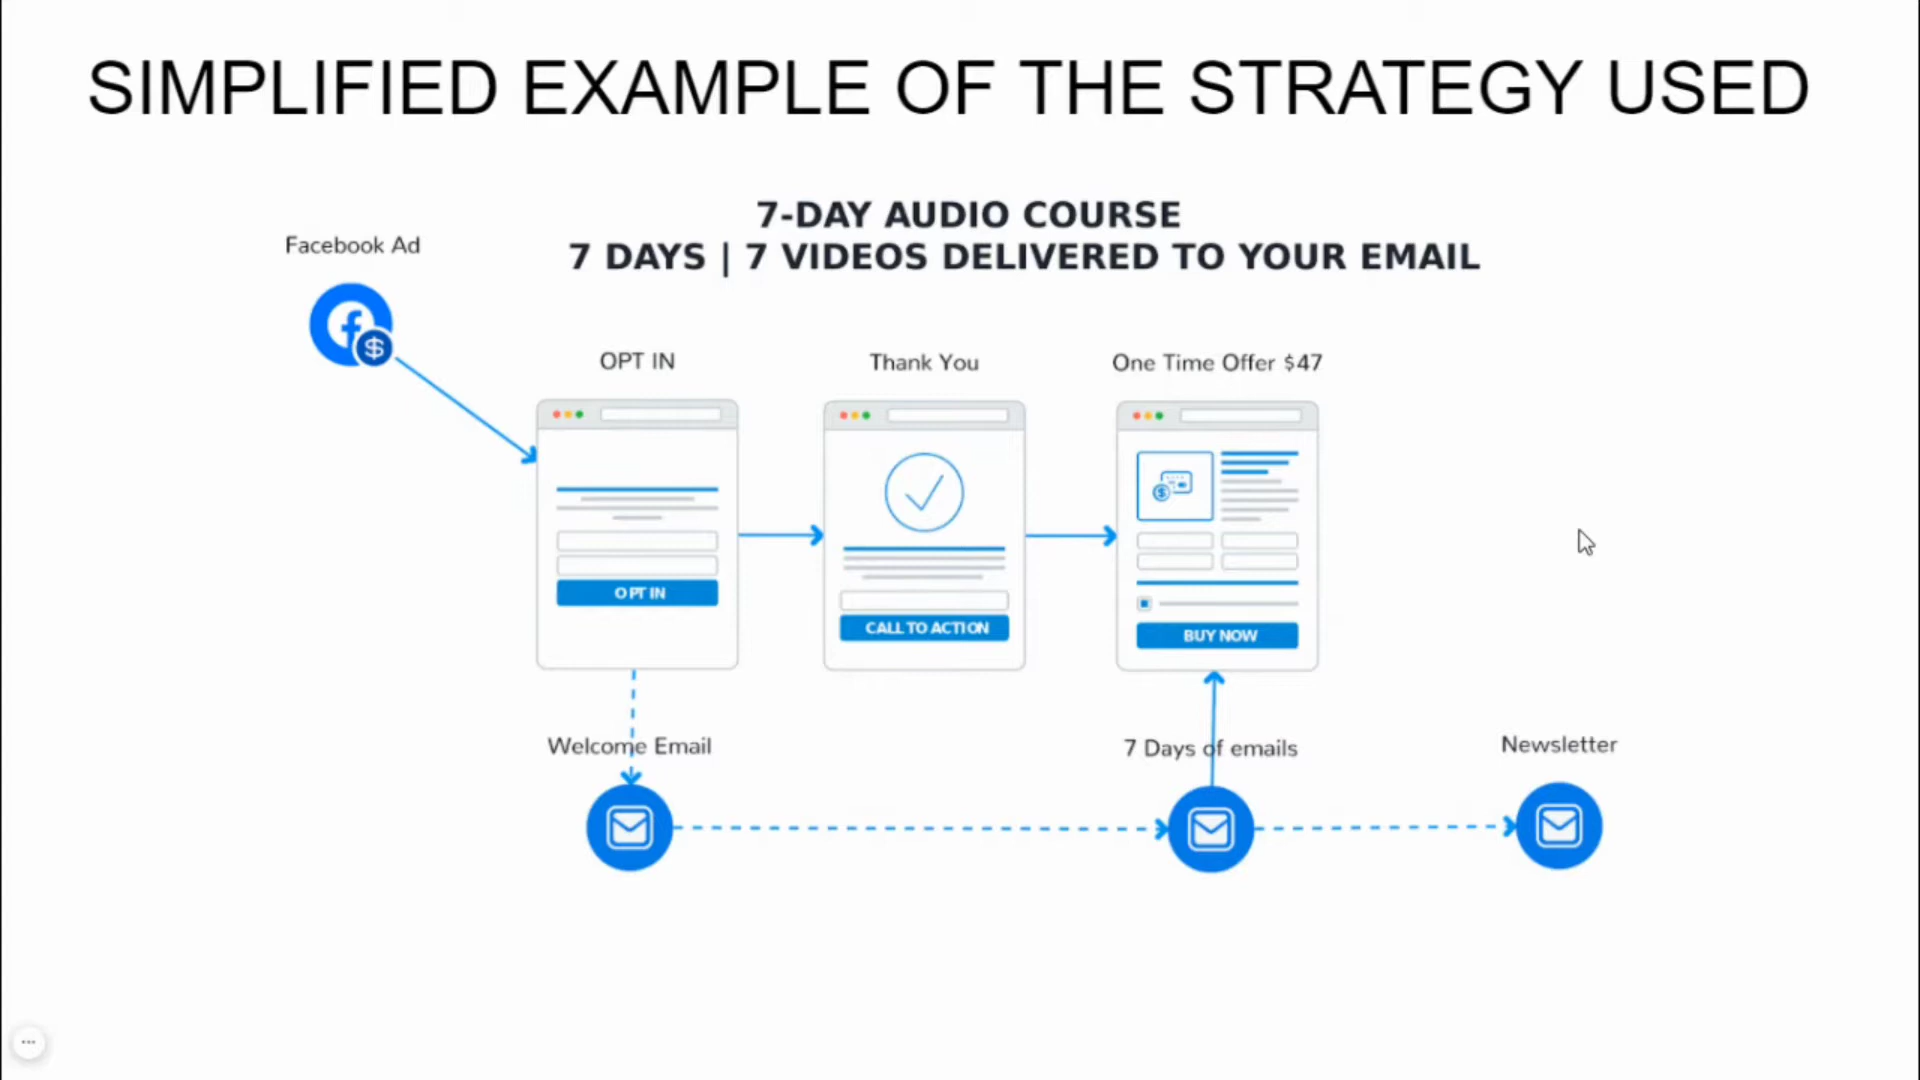 SIMPLIFIED EXAMPLE OF THE STRATEGY USED
7-DAY AUDIO COURSE
7 DAYS | 7 VIDEOS DELIVERED TO YOUR EMAIL
Facebook Ad
OPT IN
Thank You
One Time Offer $47
OPT IN
CALL TO ACTION
BUY NOW
Welcome Email
7 Days of emails
Newsletter